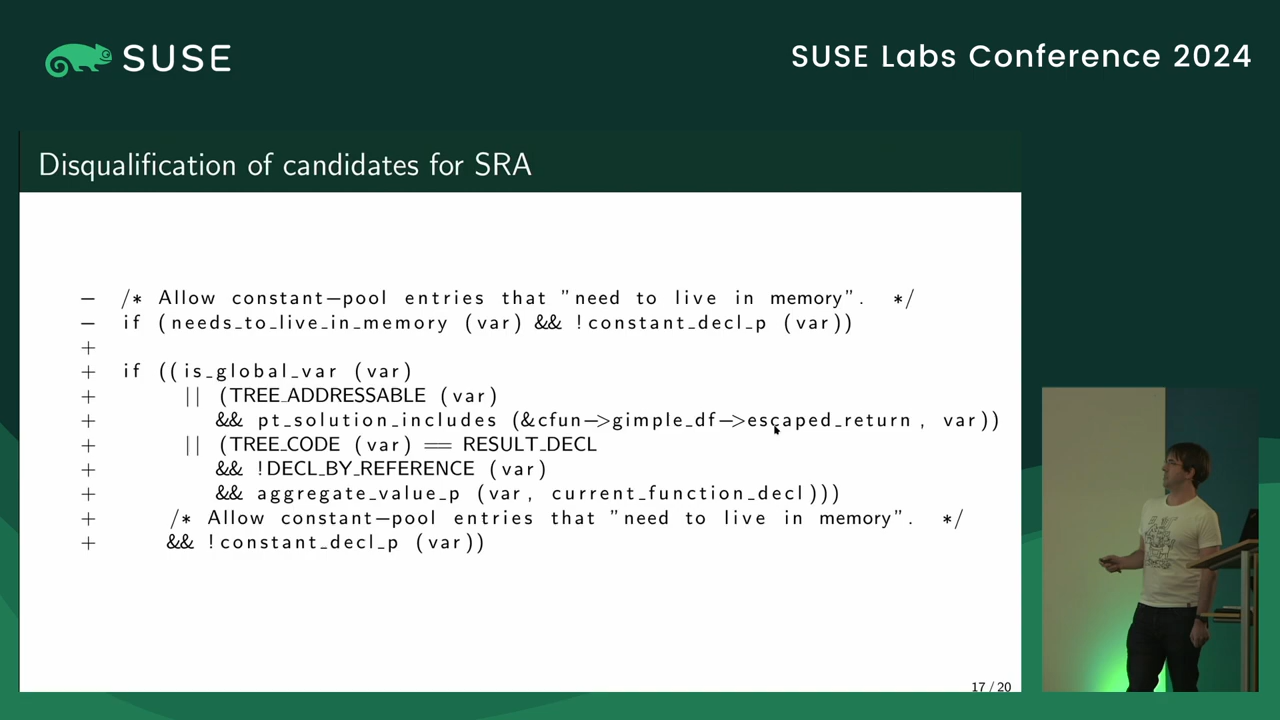 SUSE
SUSE Labs Conference 2024
Disqualification of candidates for SRA
− /* Allow constant−pool entries that "need to live in memory". */
− if (needs_to_live_in_memory (var) && !constant_decl_p (var))
+
+ if ((is_global_var (var)
+ || (TREE_ADDRESSABLE (var)
+ && pt_solution_includes (&cfun−>gimple_df−>escaped_return, var))
+ || (TREE_CODE (var) == RESULT_DECL
+ && !DECL_BY_REFERENCE (var)
+ && aggregate_value_p (var, current_function_decl)))
+ /* Allow constant−pool entries that "need to live in memory". */
+ && !constant_decl_p (var))
17 / 20